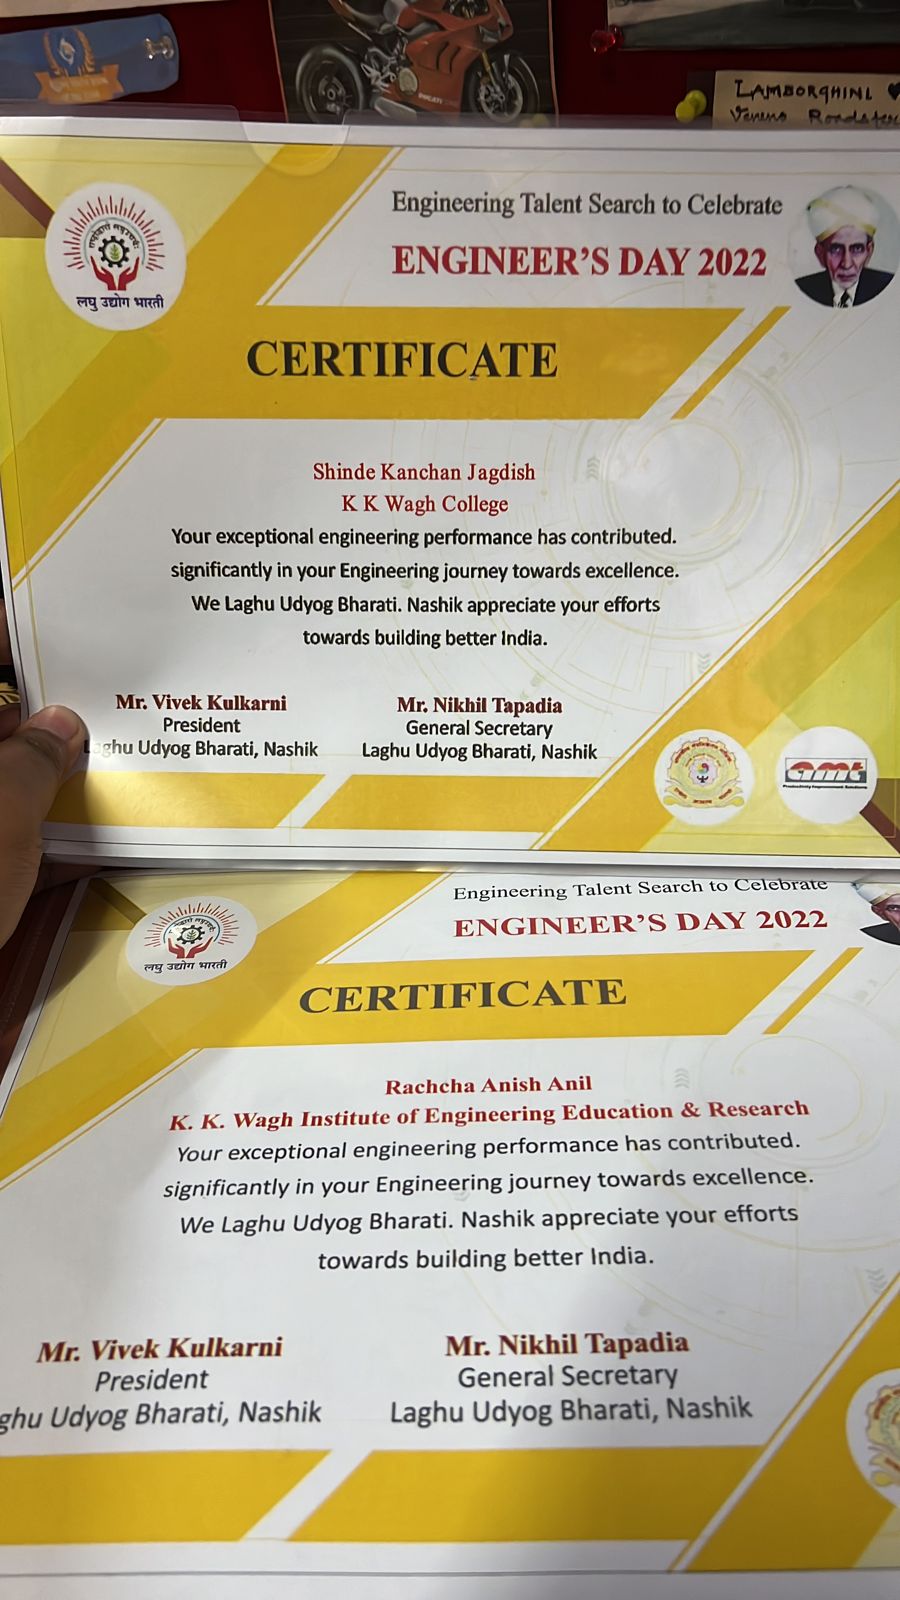 DUCATI
LAMBORGHINI
Veneno Roadster
लघु उद्योग भारती
Engineering Talent Search to Celebrate
ENGINEER'S DAY 2022
CERTIFICATE
Shinde Kanchan Jagdish
K K Wagh College
Your exceptional engineering performance has contributed.
significantly in your Engineering journey towards excellence.
We Laghu Udyog Bharati. Nashik appreciate your efforts
towards building better India.
Mr. Vivek Kulkarni
President
Laghu Udyog Bharati, Nashik
Mr. Nikhil Tapadia
General Secretary
Laghu Udyog Bharati, Nashik
amt
Productivity Improvement Solutions
लघु उद्योग भारती
Engineering Talent Search to Celebrate
ENGINEER'S DAY 2022
CERTIFICATE
Rachcha Anish Anil
K. K. Wagh Institute of Engineering Education & Research
Your exceptional engineering performance has contributed.
significantly in your Engineering journey towards excellence.
We Laghu Udyog Bharati. Nashik appreciate your efforts
towards building better India.
Mr. Vivek Kulkarni
President
ghu Udyog Bharati, Nashik
Mr. Nikhil Tapadia
General Secretary
Laghu Udyog Bharati, Nashik